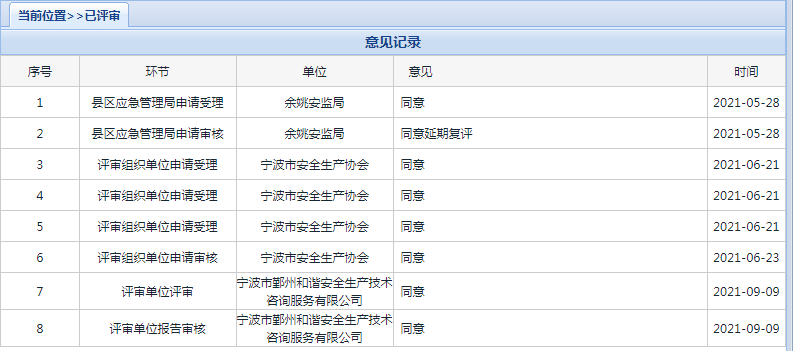 当前位置>>已评审
意见记录
序号 环节 单位 意见 时间
1 县区应急管理局申请受理 余姚安监局 同意 2021-05-28
2 县区应急管理局申请审核 余姚安监局 同意延期复评 2021-05-28
3 评审组织单位申请受理 宁波市安全生产协会 同意 2021-06-21
4 评审组织单位申请受理 宁波市安全生产协会 同意 2021-06-21
5 评审组织单位申请受理 宁波市安全生产协会 同意 2021-06-21
6 评审组织单位申请审核 宁波市安全生产协会 同意 2021-06-23
7 评审单位评审 宁波市鄞州和谐安全生产技术
咨询服务有限公司 同意 2021-09-09
8 评审单位报告审核 宁波市鄞州和谐安全生产技术
咨询服务有限公司 同意 2021-09-09